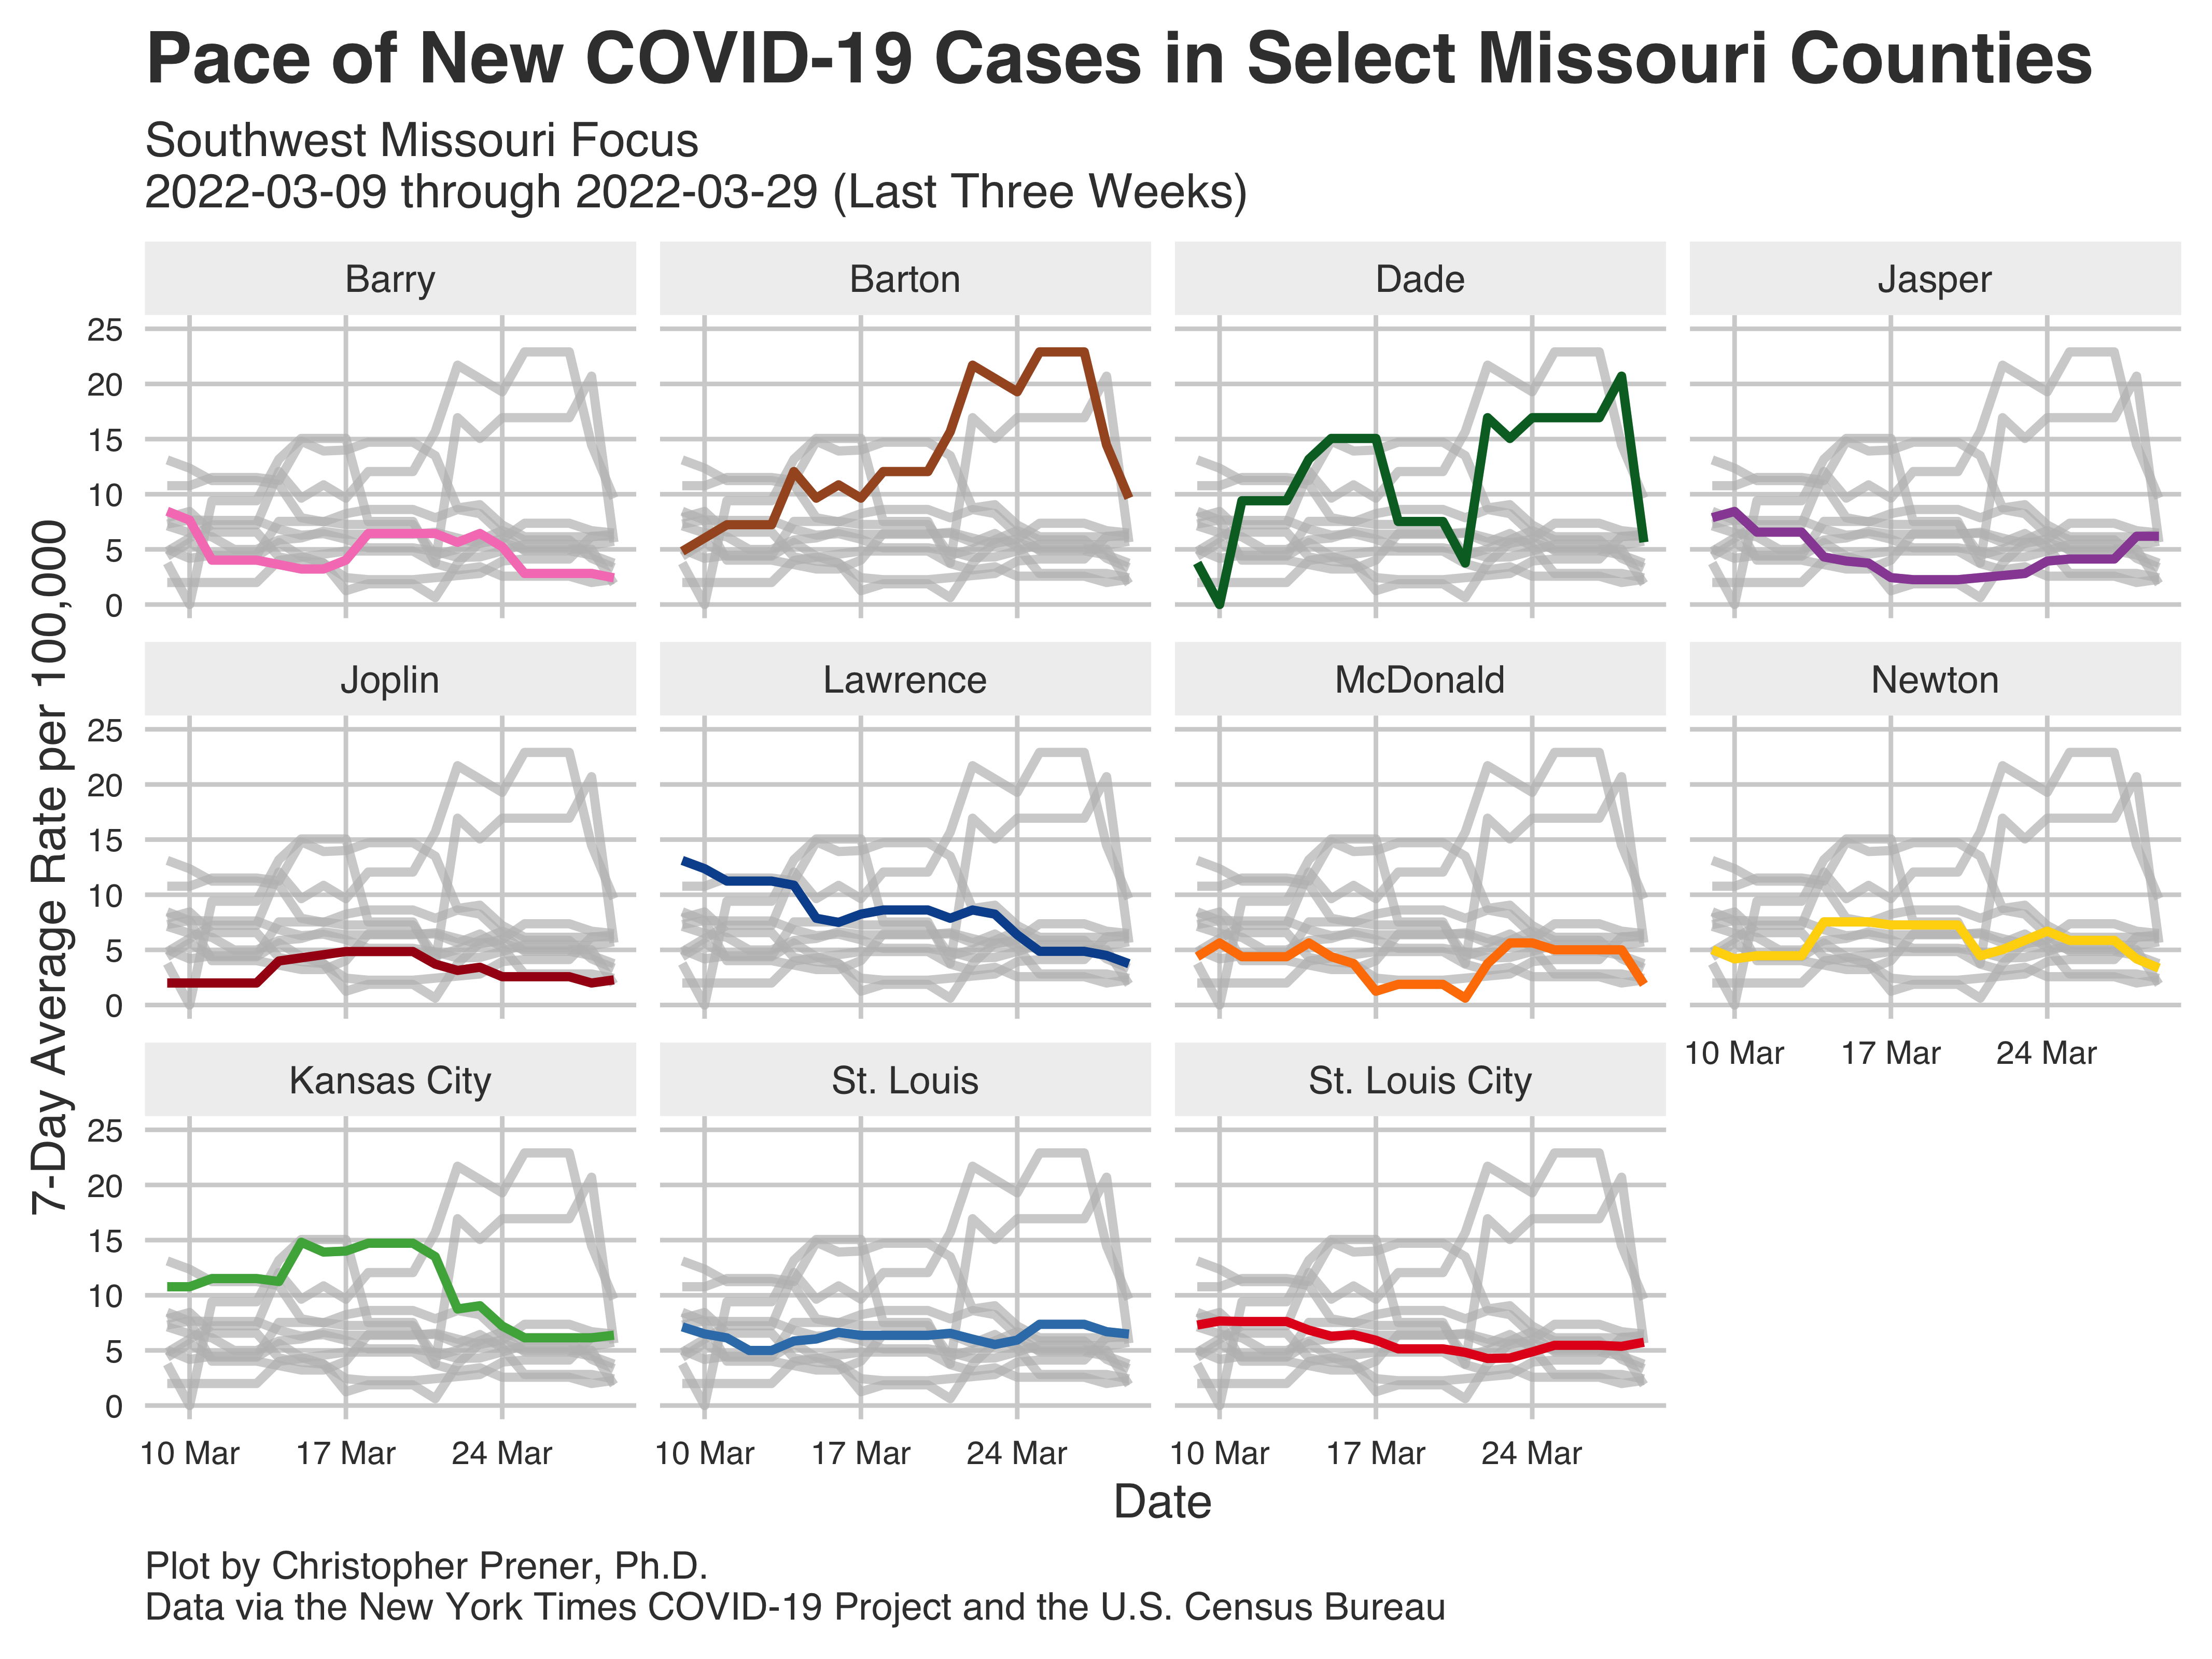 Pace of New COVID-19 Cases in Select Missouri Counties
Southwest Missouri Focus
2022-03-09 through 2022-03-29 (Last Three Weeks)
7-Day Average Rate per 100,000
Barry
Barton
Dade
Jasper
25
20
15
10
5
0
Joplin
Lawrence
McDonald
Newton
25
20
15
10
5
0
10 Mar
17 Mar
24 Mar
Kansas City
St. Louis
St. Louis City
25
20
15
10
5
0
10 Mar
17 Mar
24 Mar
10 Mar
17 Mar
24 Mar
10 Mar
17 Mar
24 Mar
Date
Plot by Christopher Prener, Ph.D.
Data via the New York Times COVID-19 Project and the U.S. Census Bureau